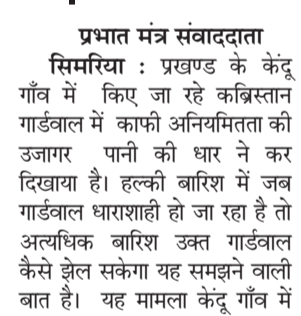 प्रभात मंत्र संवाददाता
सिमरिया : प्रखण्ड के केंदू
गाँव में किए जा रहे कब्रिस्तान
गार्डवाल में काफी अनियमितता की
उजागर पानी की धार ने कर
दिखाया है। हल्की बारिश में जब
गार्डवाल धाराशाही हो जा रहा है तो
अत्यधिक बारिश उक्त गार्डवाल
कैसे झेल सकेगा यह समझने वाली
बात है। यह मामला केंदू गाँव में